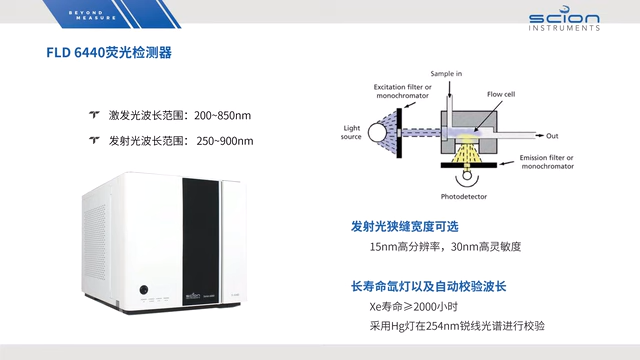 BEYOND
MEASURE
SCION
INSTRUMENTS
FLD 6440荧光检测器
激发光波长范围：200~850nm
发射光波长范围： 250~900nm
Sample in
Excitation filter or
monochromator
Flow cell
Light
source
Out
Emission filter or
monochromator
Photodetector
发射光狭缝宽度可选
15nm高分辨率，30nm高灵敏度
长寿命氙灯以及自动校验波长
Xe寿命≥2000小时
采用Hg灯在254nm锐线光谱进行校验
SCION